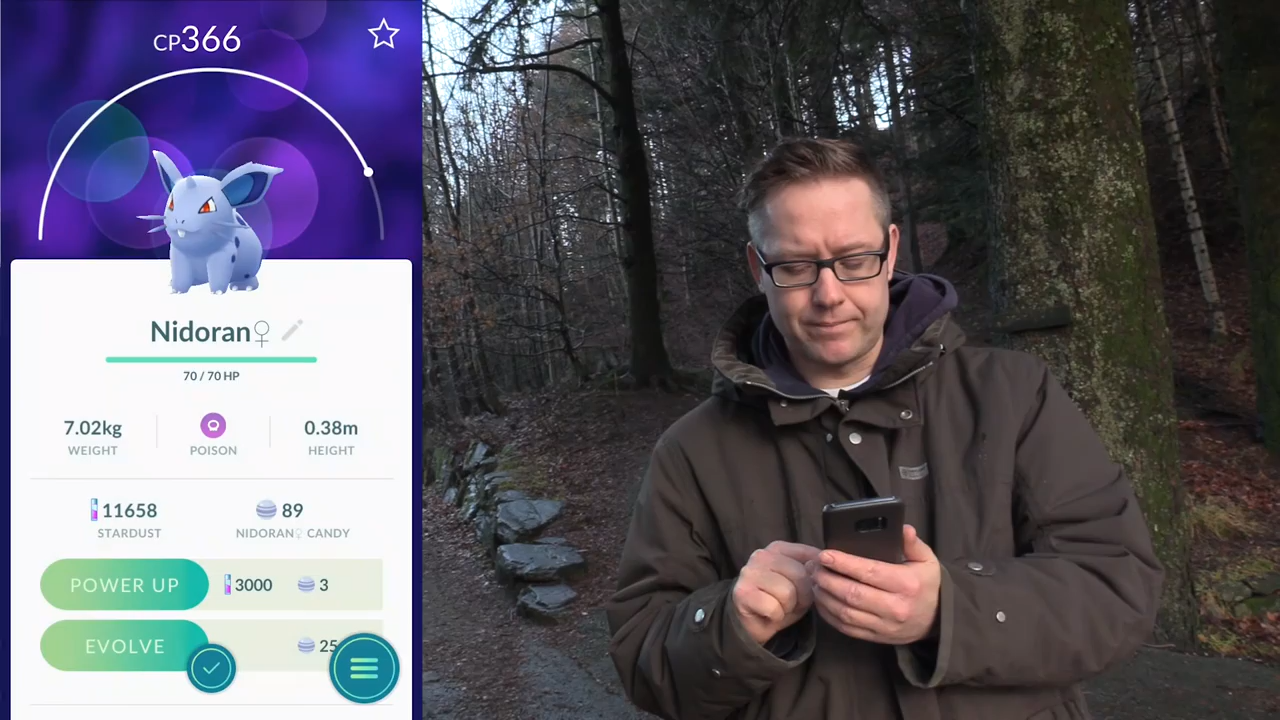 CP366
Nidoran♀
70 / 70 HP
7.02kg
WEIGHT
POISON
0.38m
HEIGHT
11658
STARDUST
89
NIDORAN♀ CANDY
POWER UP 3000 3
EVOLVE 25